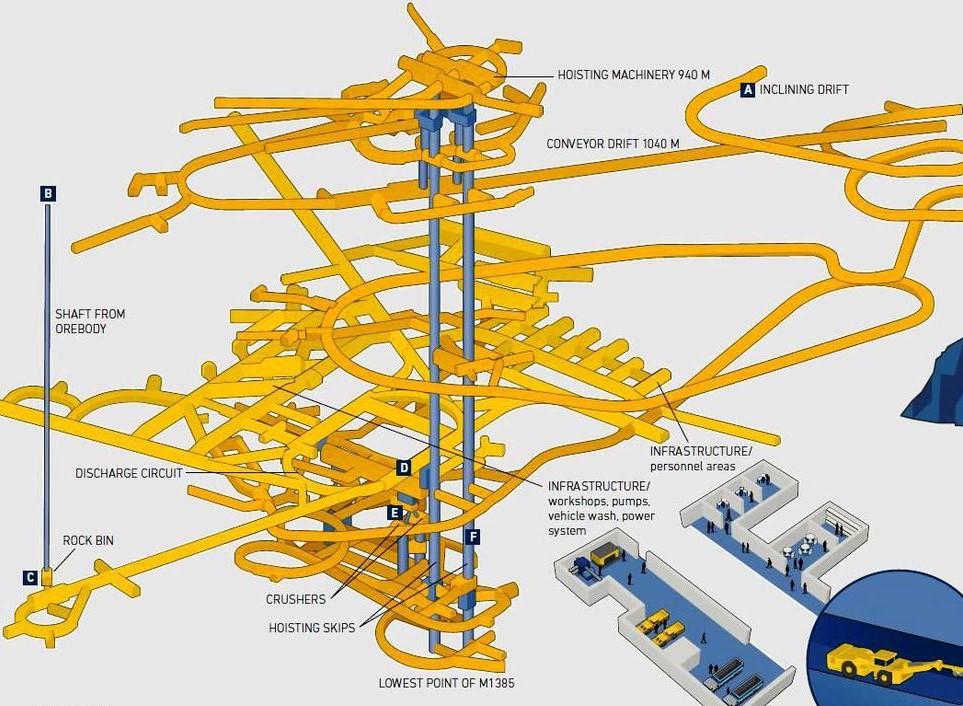 HOISTING MACHINERY 940 M
A INCLINING DRIFT
CONVEYOR DRIFT 1040 M
B
SHAFT FROM
OREBODY
DISCHARGE CIRCUIT
D
INFRASTRUCTURE/
personnel areas
INFRASTRUCTURE/
workshops, pumps,
vehicle wash, power
system
E
F
ROCK BIN
C
CRUSHERS
HOISTING SKIPS
LOWEST POINT OF M1385